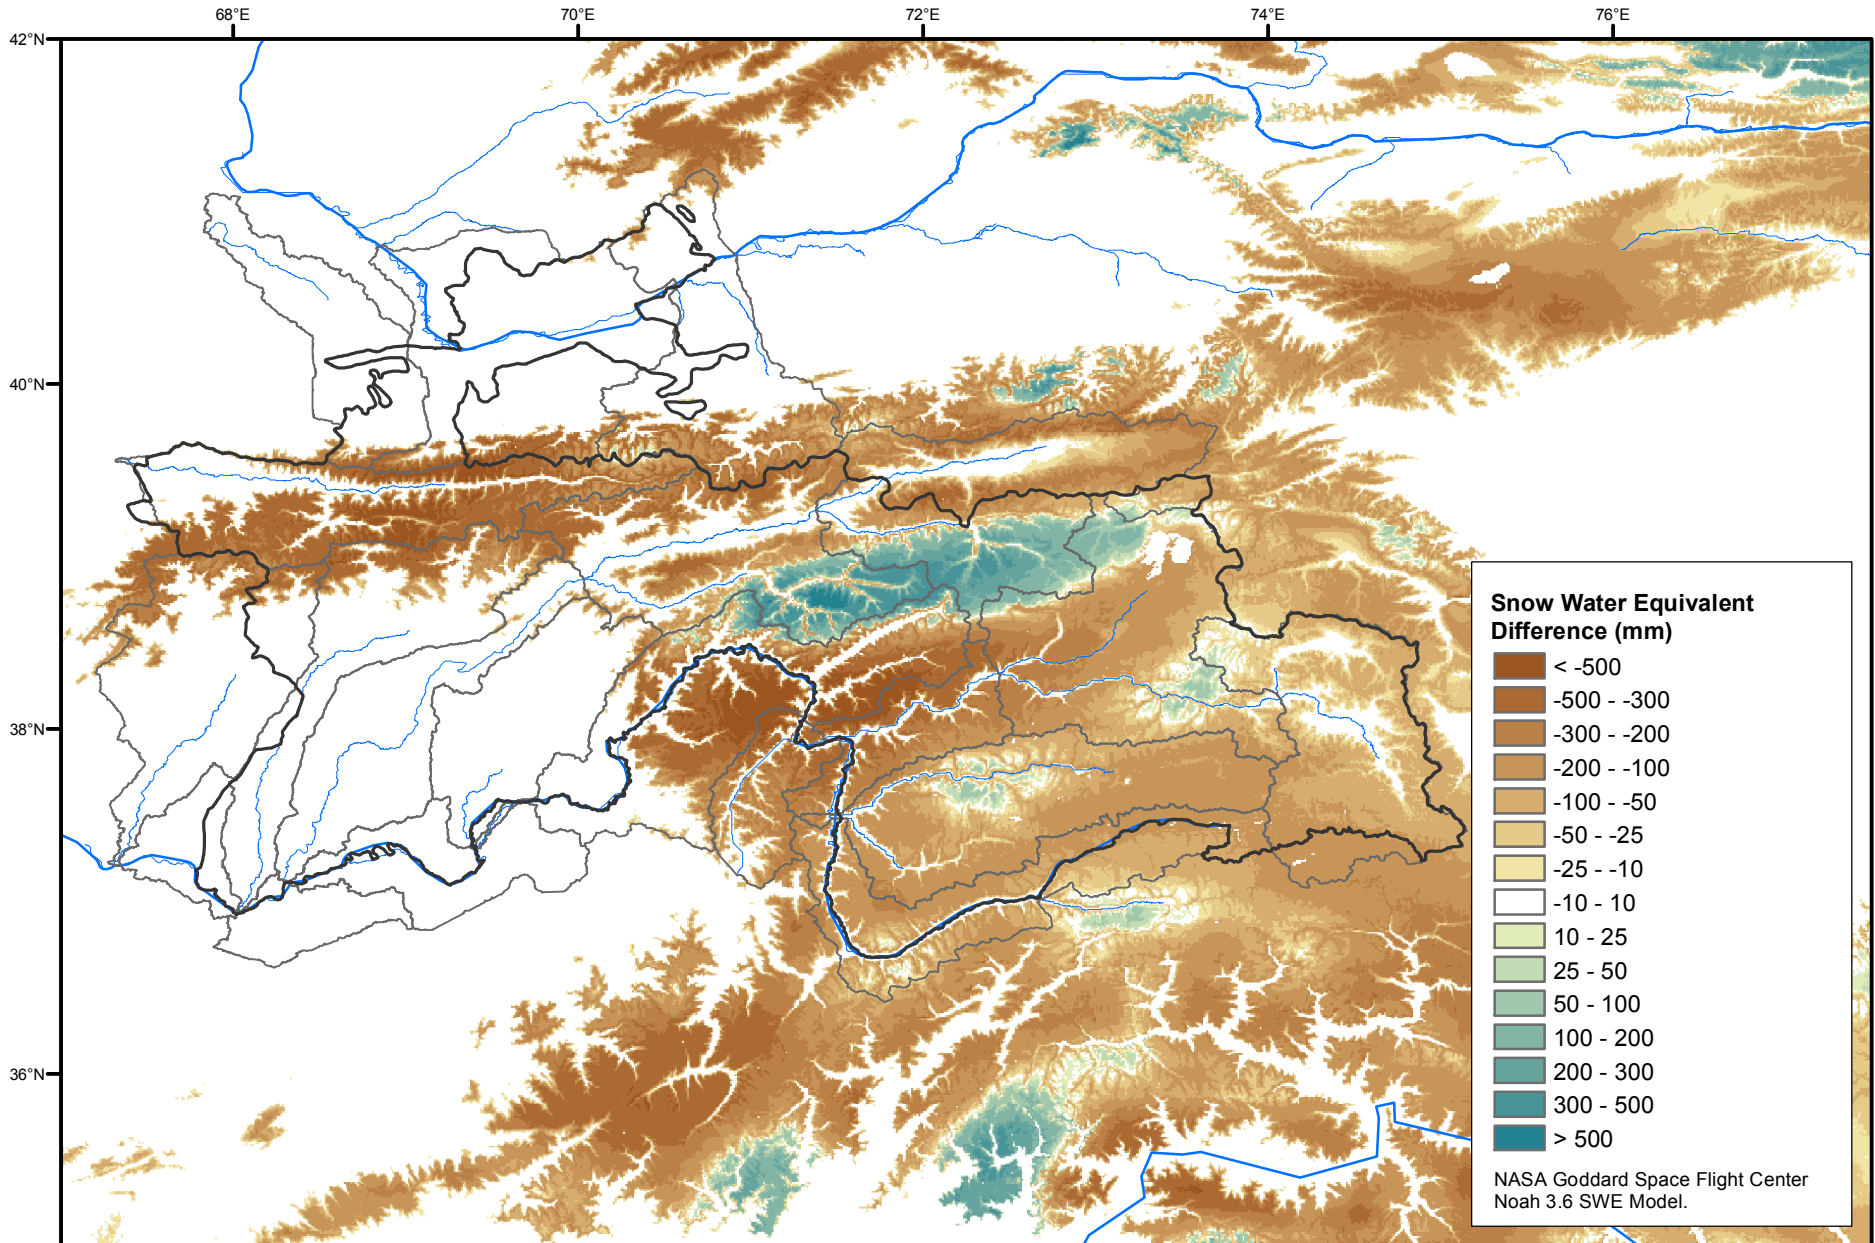 68°E 70°E 72°E 74°E 76°E
42°N
40°N
38°N
36°N
Snow Water Equivalent
Difference (mm)
< -500
-500 - -300
-300 - -200
-200 - -100
-100 - -50
-50 - -25
-25 - -10
-10 - 10
10 - 25
25 - 50
50 - 100
100 - 200
200 - 300
300 - 500
> 500
NASA Goddard Space Flight Center
Noah 3.6 SWE Model.